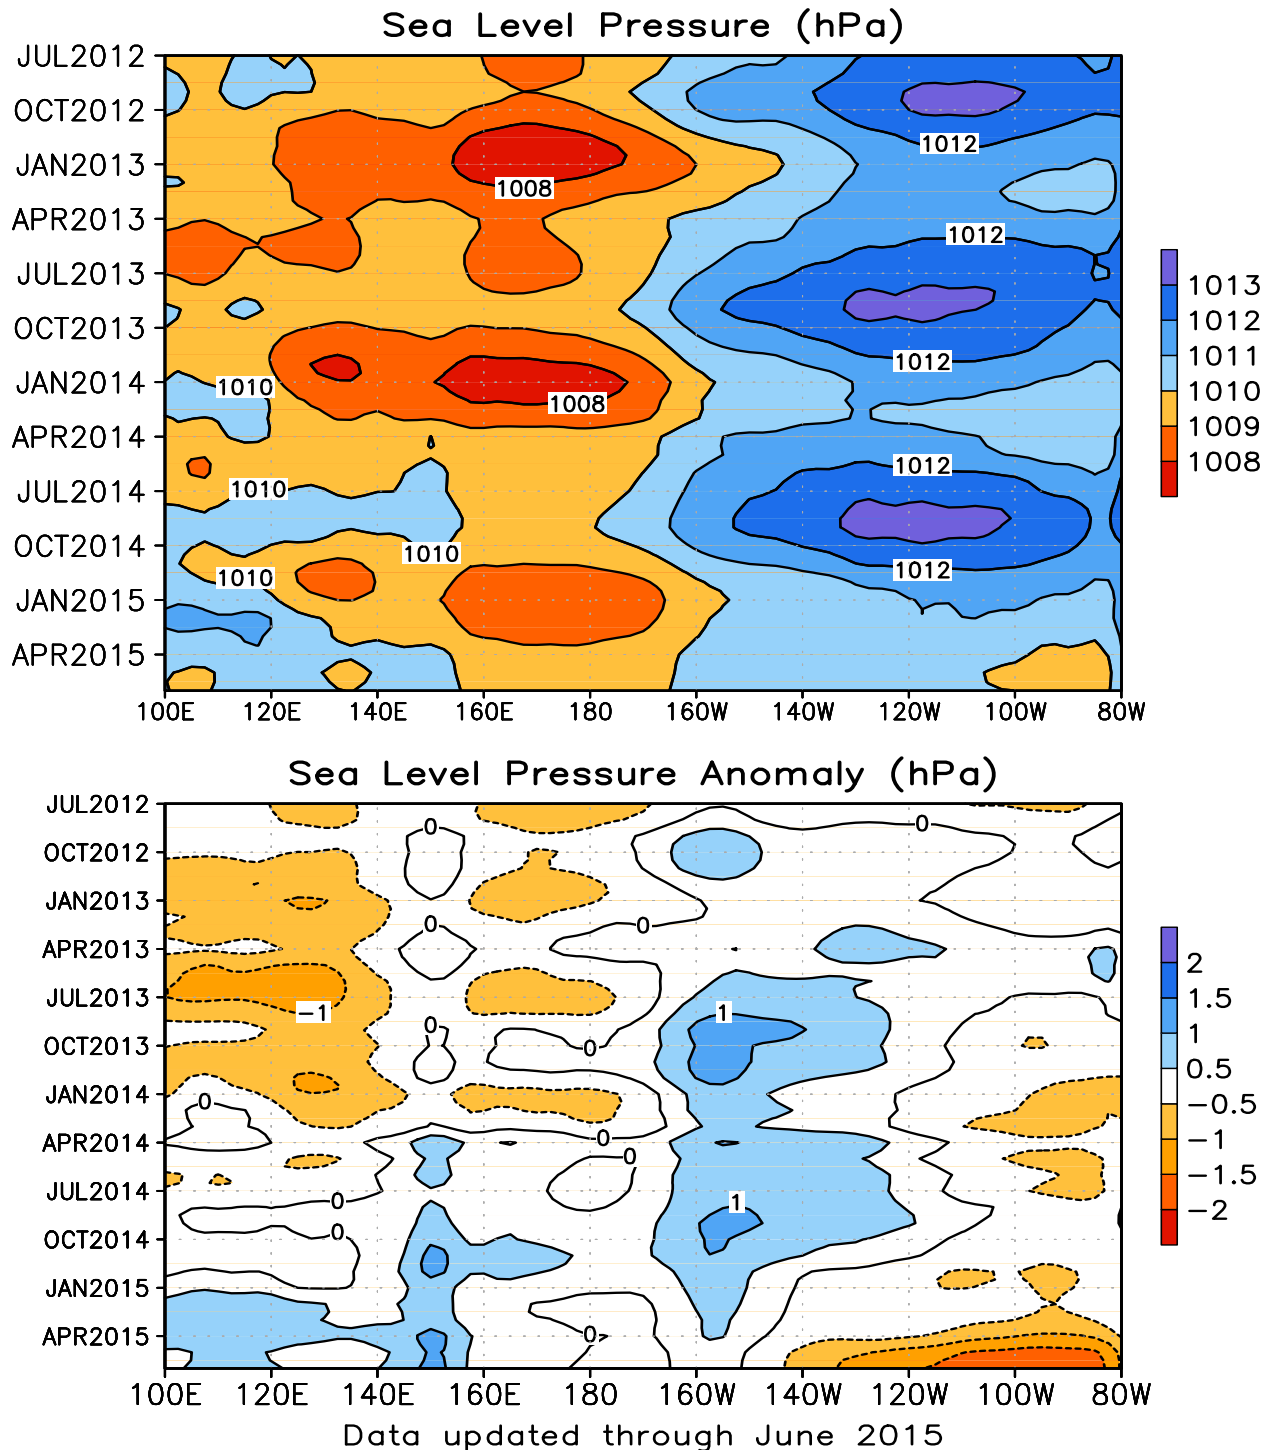 Sea Level Pressure (hPa)
JUL2012
OCT2012
JAN2013
APR2013
JUL2013
OCT2013
JAN2014
APR2014
JUL2014
OCT2014
JAN2015
APR2015
1012
1008
1012
1012
1010
1008
1012
1010
1010
1010
1012
1013
1012
1011
1010
1009
1008
100E 120E 140E 160E 180 160W 140W 120W 100W 80W
Sea Level Pressure Anomaly (hPa)
JUL2012
OCT2012
JAN2013
APR2013
JUL2013
OCT2013
JAN2014
APR2014
JUL2014
OCT2014
JAN2015
APR2015
0 0
0 0
-1 1
0 0
0
0
0
0 1
0
0
2
1.5
1
0.5
-0.5
-1
-1.5
-2
100E 120E 140E 160E 180 160W 140W 120W 100W 80W
Data updated through June 2015